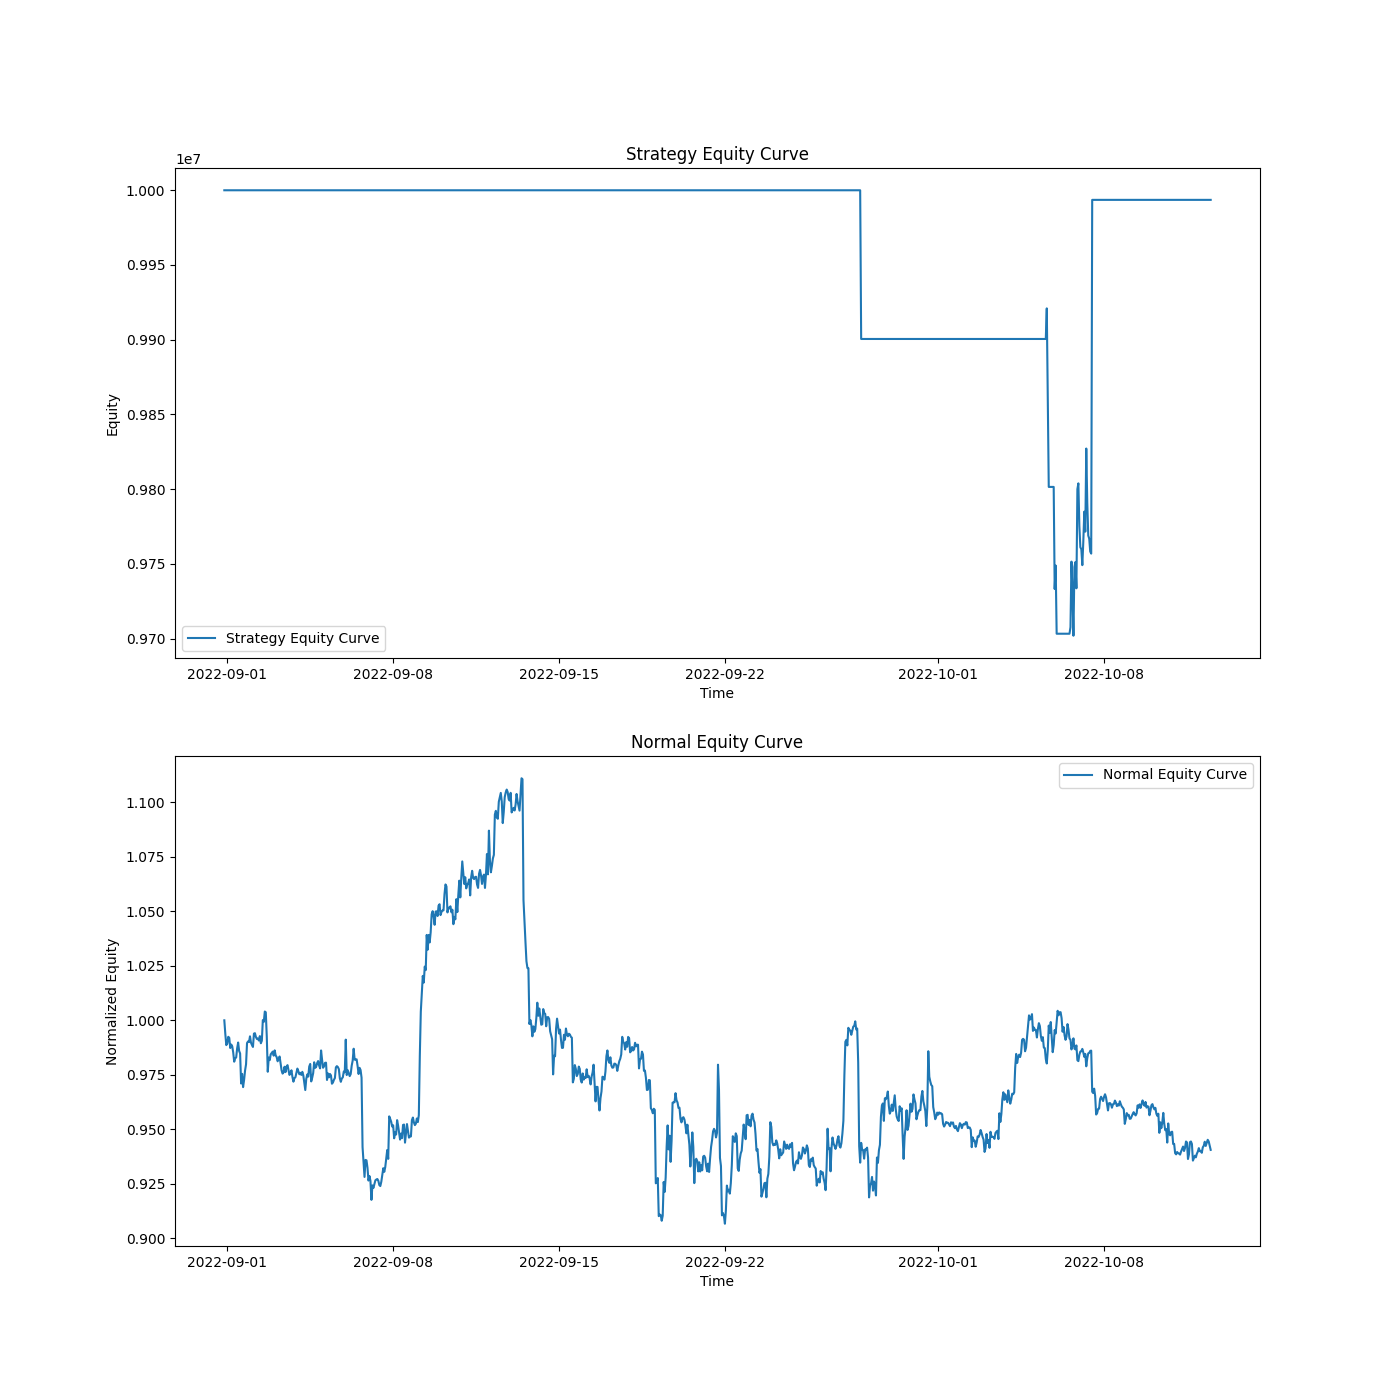 Strategy Equity Curve
1e7
1.000
0.995
0.990
0.985
0.980
0.975
0.970
Equity
Strategy Equity Curve
2022-09-01 2022-09-08 2022-09-15 2022-09-22 2022-10-01 2022-10-08
Time
Normal Equity Curve
Normal Equity Curve
1.100
1.075
1.050
1.025
1.000
0.975
0.950
0.925
0.900
Normalized Equity
2022-09-01 2022-09-08 2022-09-15 2022-09-22 2022-10-01 2022-10-08
Time